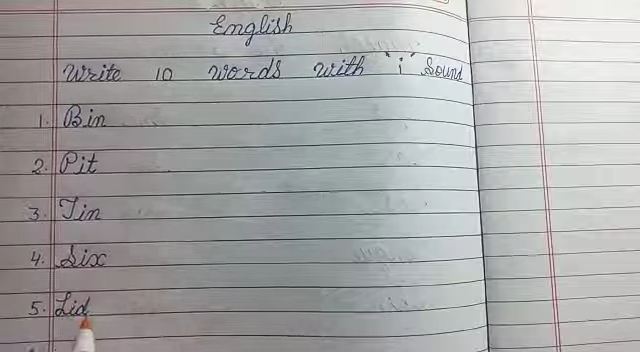 English
Write 10 words with "i" Sound
1. Bin
2. Pit
3. Tin
4. Six
5. Lid